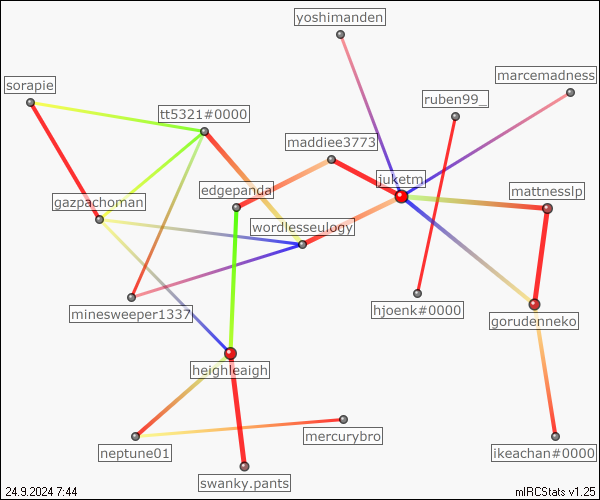 yoshimanden
marcemadness
sorapie
ruben99_
tt5321#0000
maddiee3773
juketm
edgepanda
mattnesslp
gazpachoman
wordlesseulogy
minesweeper1337
hjoenk#0000
gorudenneko
heighleaigh
mercurybro
neptune01
ikeachan#0000
swanky.pants
24.9.2024 7:44
mIRCStats v1.25